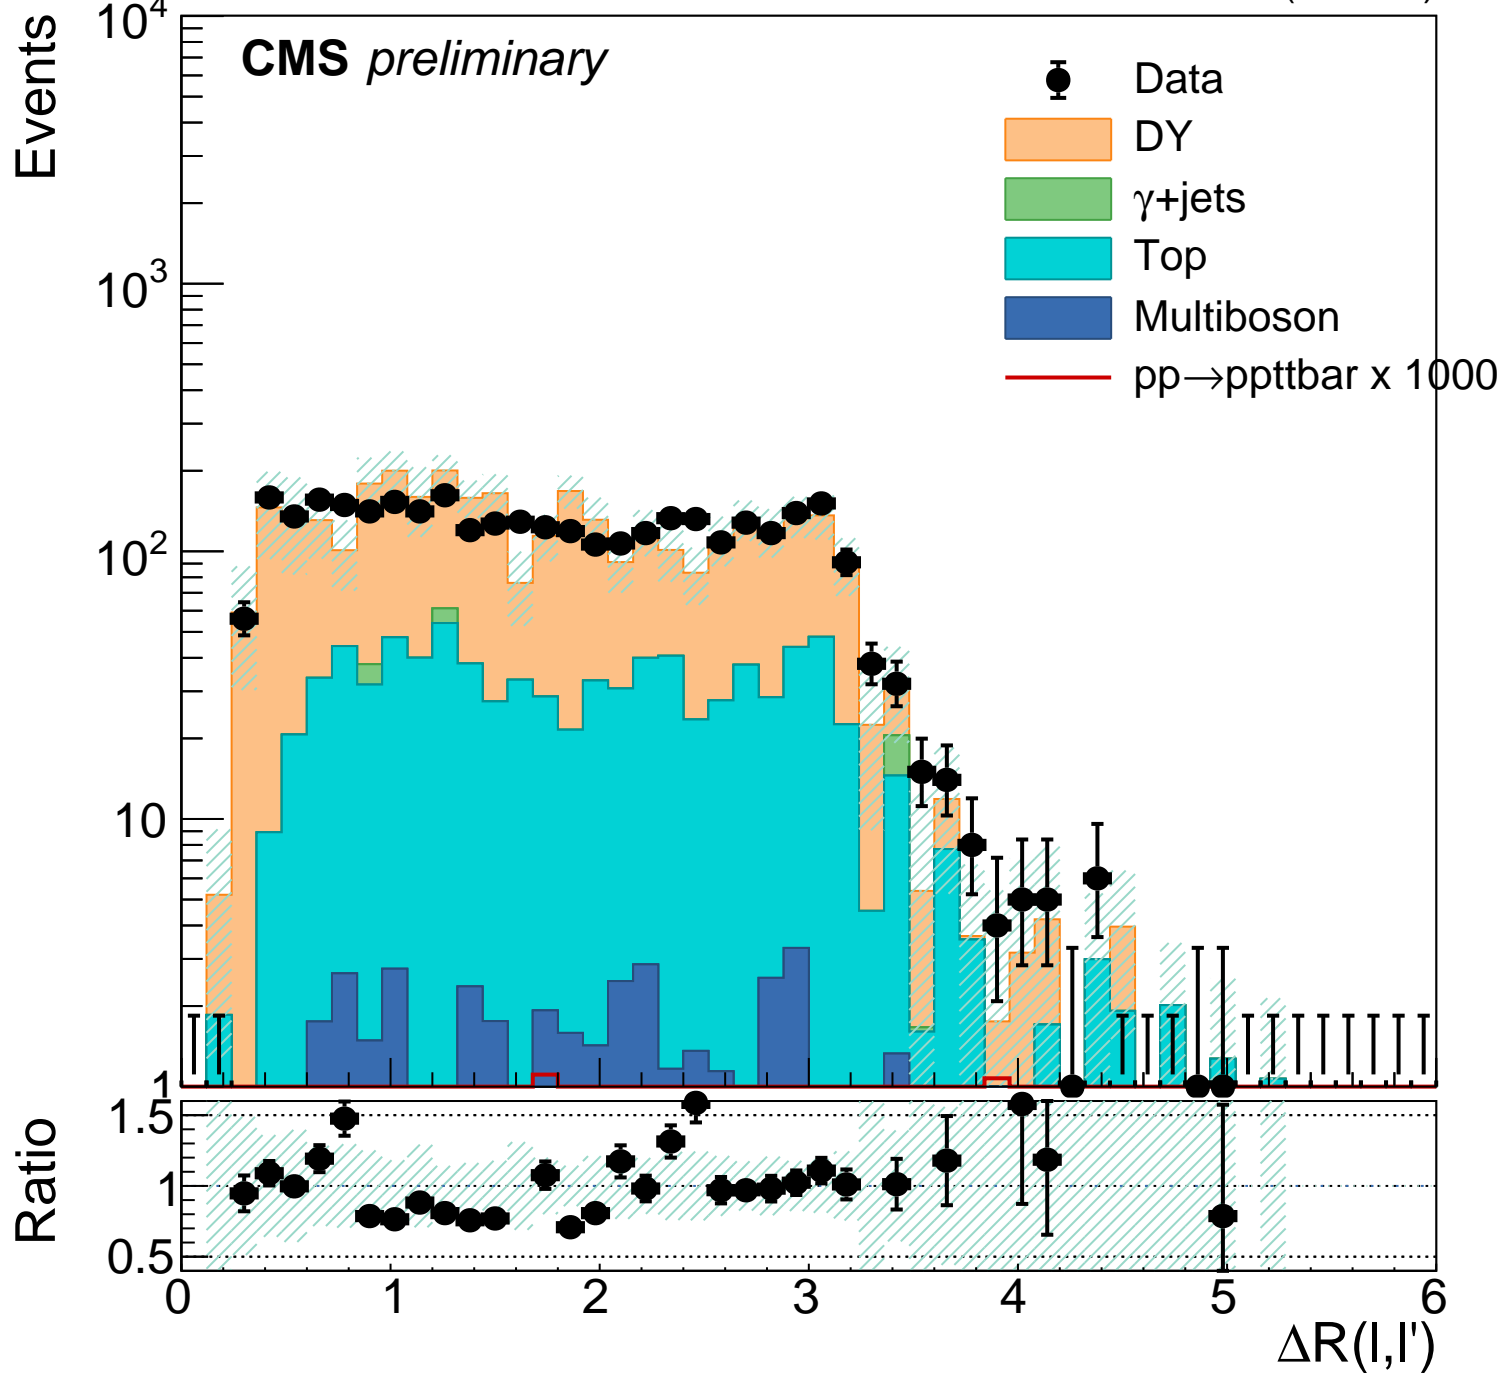 Events
10⁴
CMS preliminary
Data
DY
γ+jets
Top
Multiboson
pp→ppttbar x 1000
10³
10²
10
1
Ratio
1.5
1
0.5
0 1 2 3 4 5 6
ΔR(l,l')